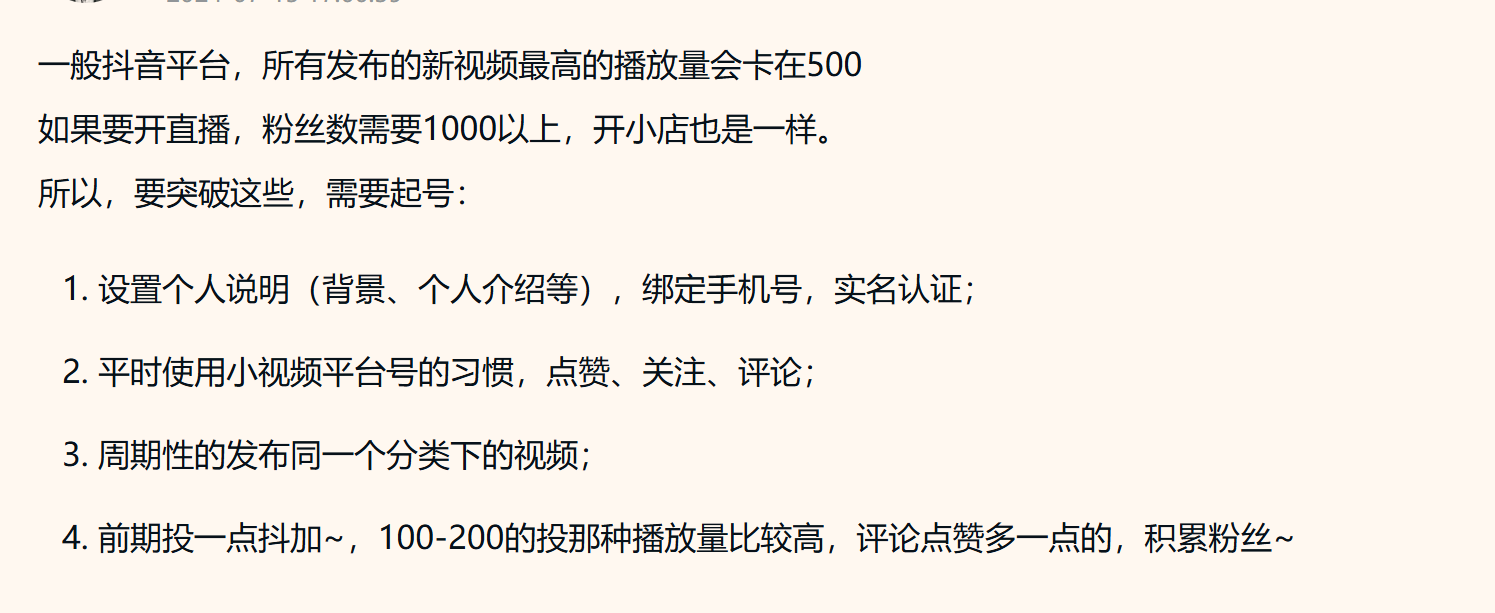 一般抖音平台，所有发布的新视频最高的播放量会卡在500
如果要开直播，粉丝数需要1000以上，开小店也是一样。
所以，要突破这些，需要起号：
1. 设置个人说明（背景、个人介绍等），绑定手机号，实名认证；
2. 平时使用小视频平台号的习惯，点赞、关注、评论；
3. 周期性的发布同一个分类下的视频；
4. 前期投一点抖加~，100-200的投那种播放量比较高，评论点赞多一点的，积累粉丝~